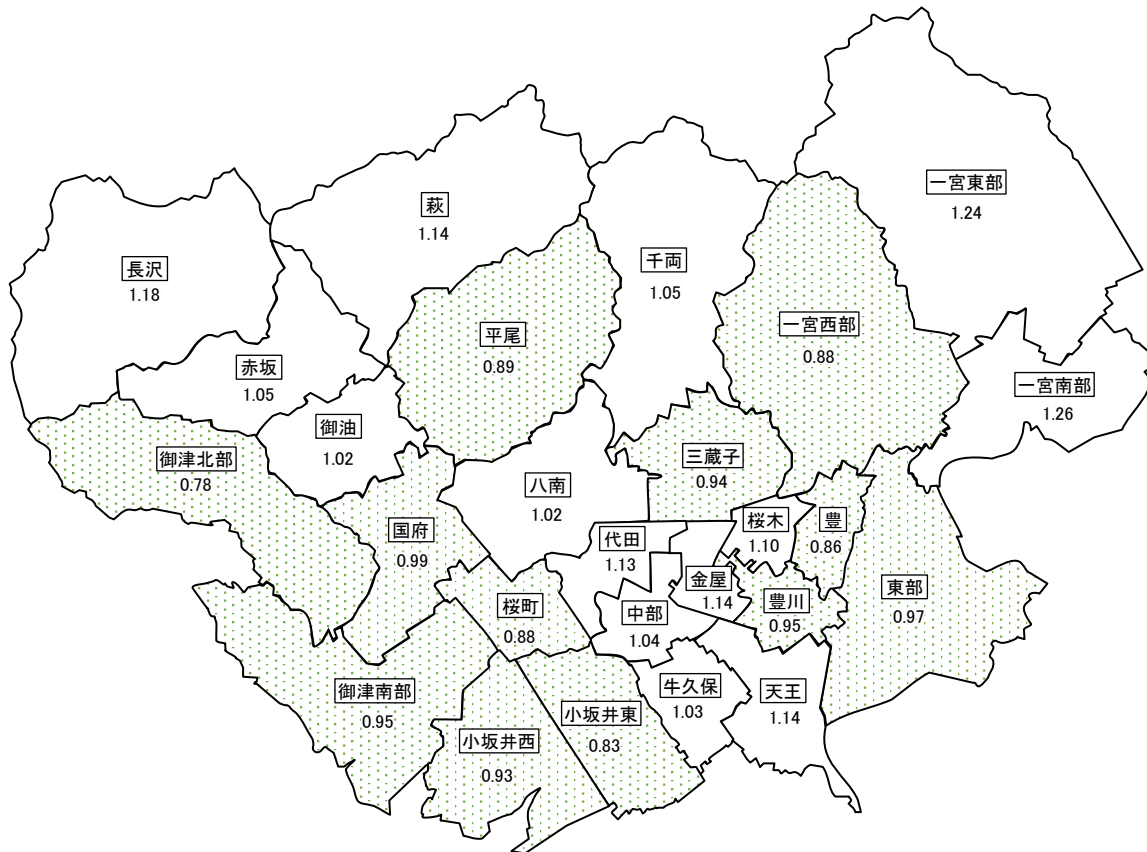 一宮東部
1.24
萩
1.14
千両
1.05
長沢
1.18
一宮西部
0.88
平尾
0.89
赤坂
1.05
一宮南部
1.26
御油
1.02
御津北部
0.78
三蔵子
0.94
八南
1.02
国府
0.99
代田
1.13
桜木
1.10
豊
0.86
金屋
1.14
豊川
0.95
東部
0.97
桜町
0.88
中部
1.04
御津南部
0.95
牛久保
1.03
天王
1.14
小坂井東
0.83
小坂井西
0.93